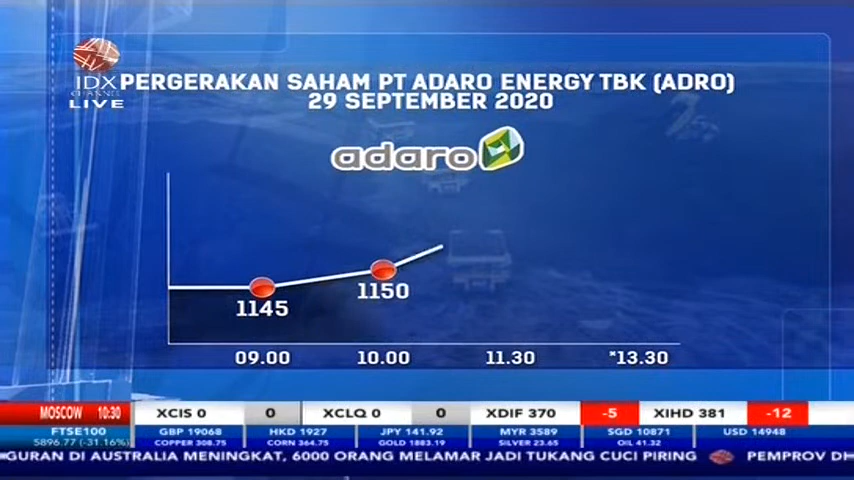 IDX
CHANNEL
LIVE
PERGERAKAN SAHAM PT ADARO ENERGY TBK (ADRO)
29 SEPTEMBER 2020
adaro
1145
1150
09.00 10.00 11.30 *13.30
MOSCOW 10:30 XCIS 0 0 XCLQ 0 0 XDIF 370 -5 XIHD 381 -12
FTSE100 GBP 19068 HKD 1927 JPY 141.92 MYR 3589 SGD 10871 USD 14948
5896.77 (-31.16%) COPPER 308.75 CORN 364.75 GOLD 1883.19 SILVER 23.65 OIL 41.32
GURAN DI AUSTRALIA MENINGKAT, 6000 ORANG MELAMAR JADI TUKANG CUCI PIRING PEMPROV DH